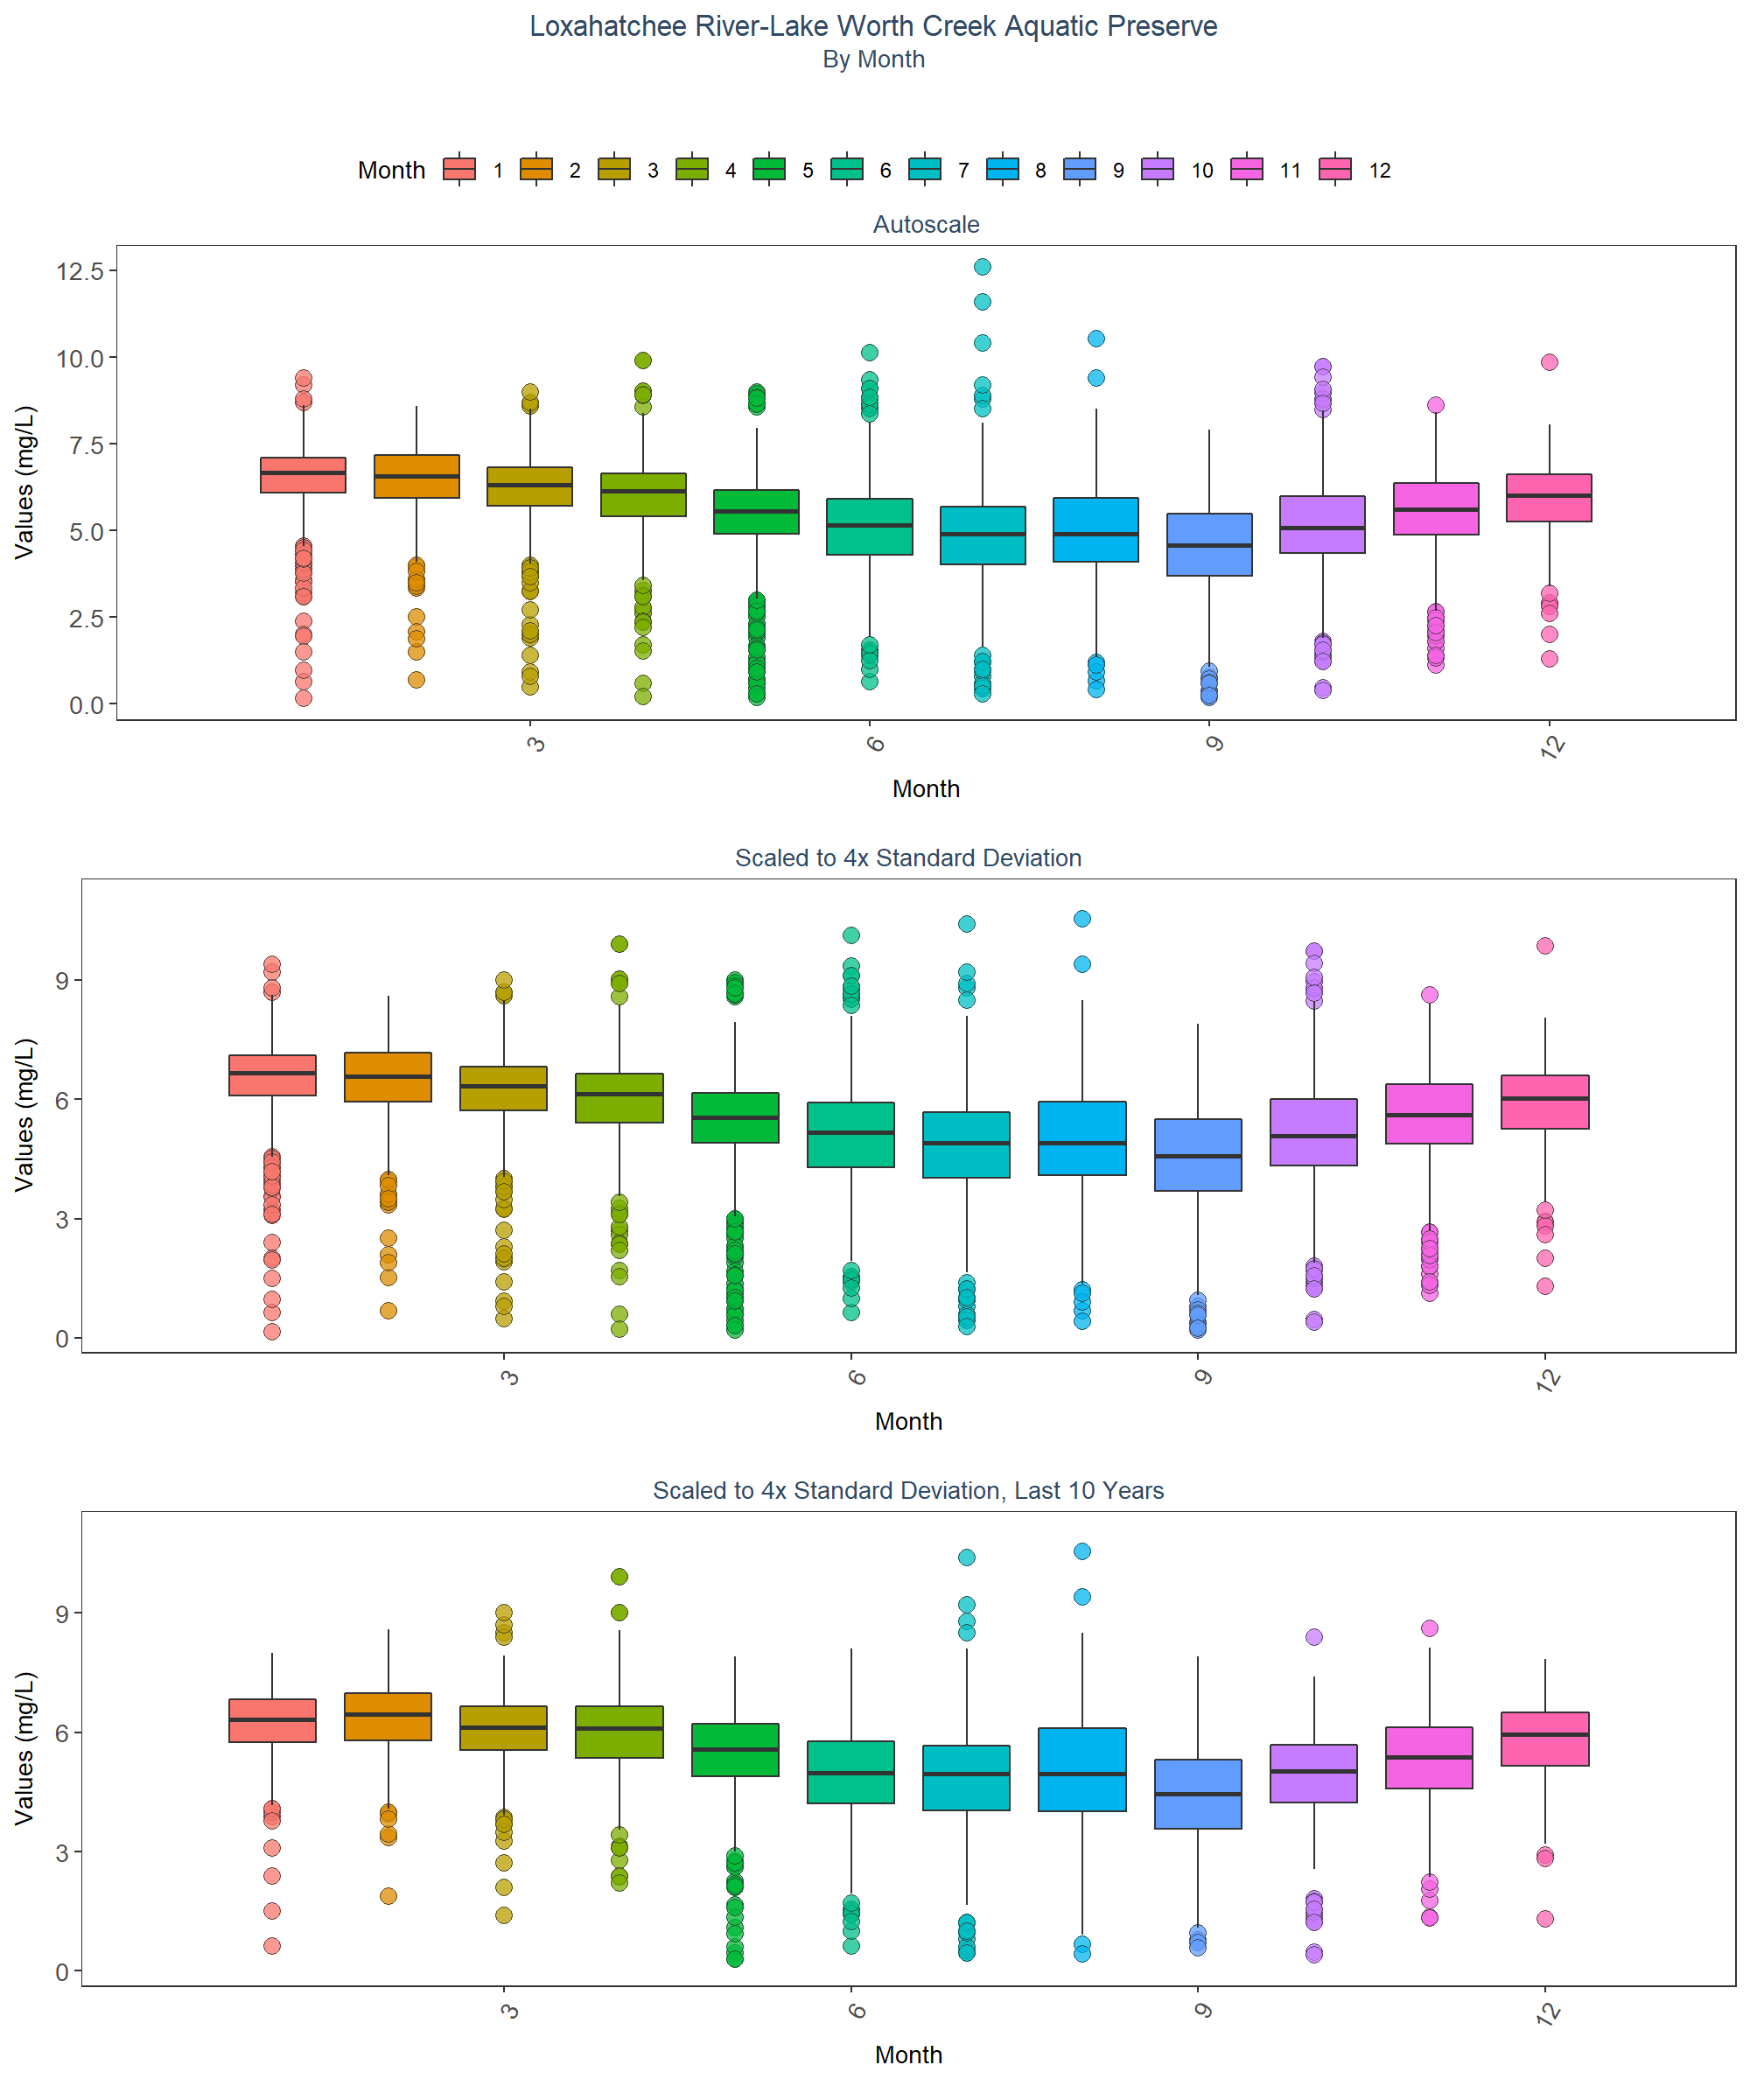 Loxahatchee River-Lake Worth Creek Aquatic Preserve
By Month
Month 1 2 3 4 5 6 7 8 9 10 11 12
Autoscale
Values (mg/L)
12.5
10.0
7.5
5.0
2.5
0.0
3 6 9 12
Month
Scaled to 4x Standard Deviation
Values (mg/L)
9
6
3
0
3 6 9 12
Month
Scaled to 4x Standard Deviation, Last 10 Years
Values (mg/L)
9
6
3
0
3 6 9 12
Month